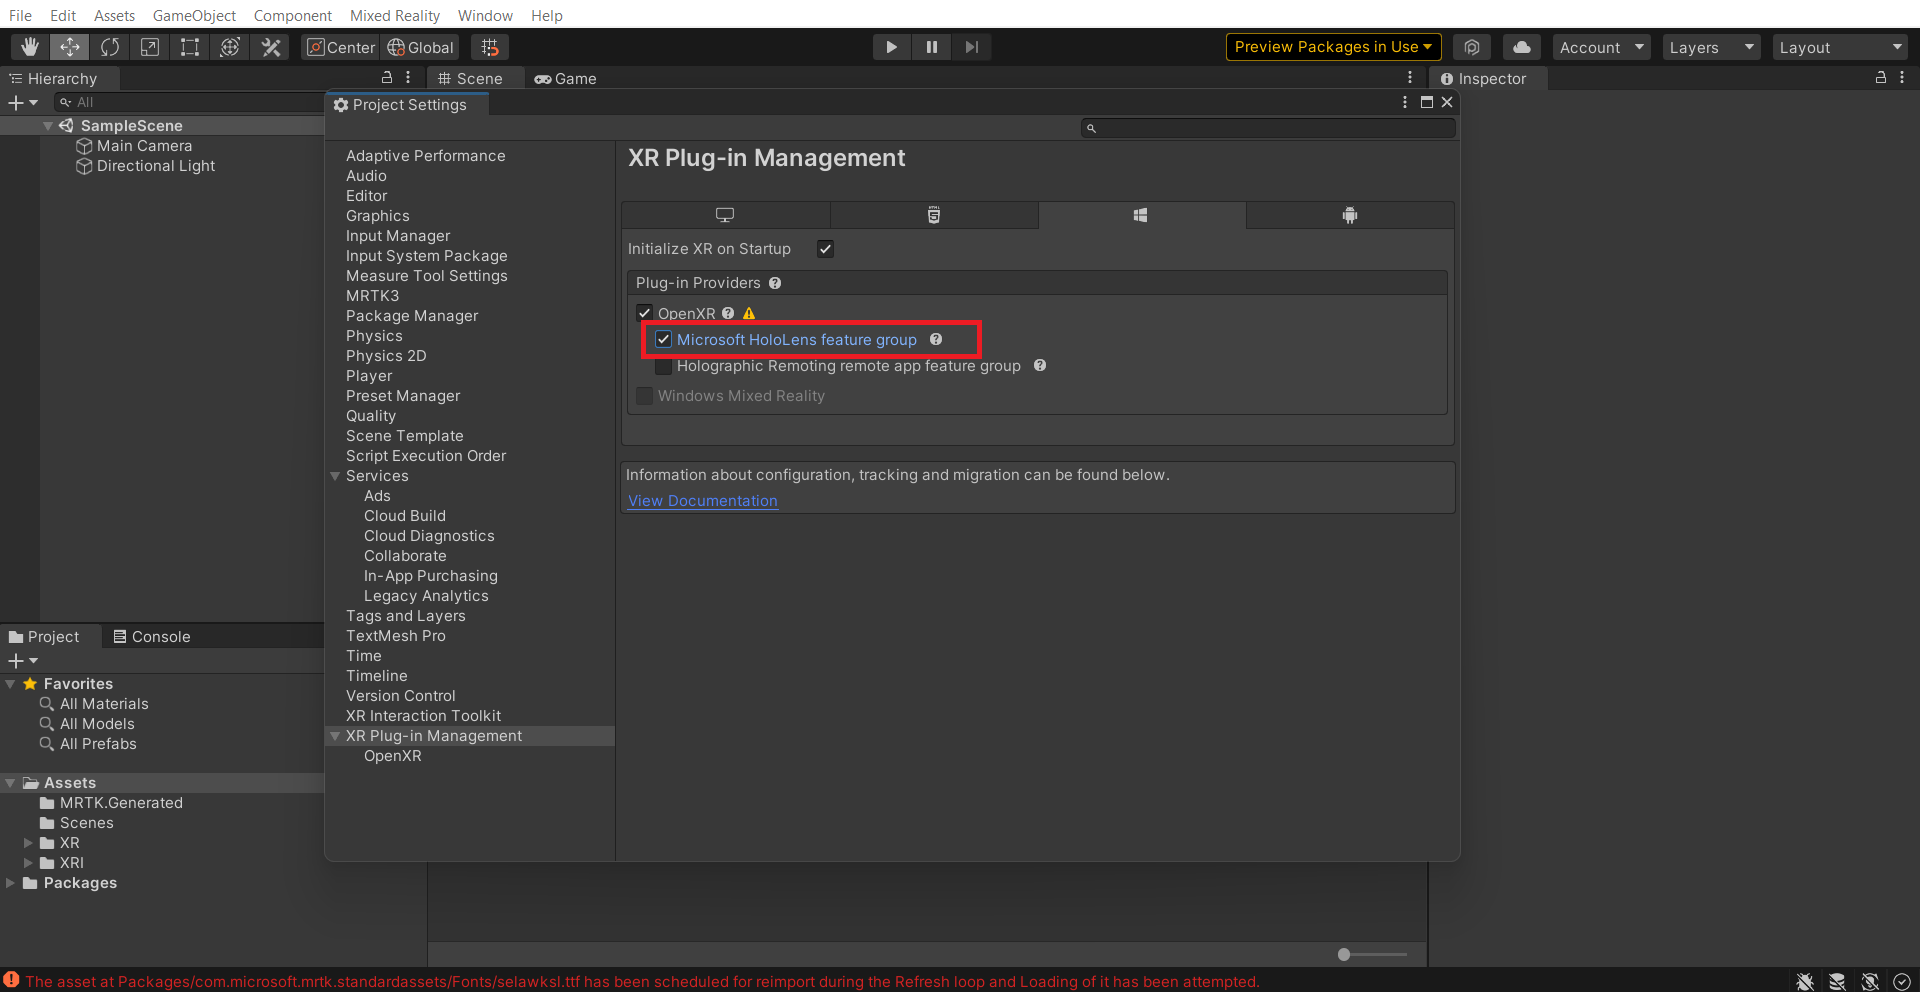 File Edit Assets GameObject Component Mixed Reality Window Help
Center Global Preview Packages in Use Account Layers Layout
Hierarchy Scene Game Inspector
All
Project Settings
SampleScene
Main Camera
Directional Light
Adaptive Performance
Audio
Editor
Graphics
Input Manager
Input System Package
Measure Tool Settings
MRTK3
Package Manager
Physics
Physics 2D
Player
Preset Manager
Quality
Scene Template
Script Execution Order
Services
Ads
Cloud Build
Cloud Diagnostics
Collaborate
In-App Purchasing
Legacy Analytics
Tags and Layers
TextMesh Pro
Time
Timeline
Version Control
XR Interaction Toolkit
XR Plug-in Management
OpenXR
XR Plug-in Management
HTML
Initialize XR on Startup
Plug-in Providers
OpenXR
Microsoft HoloLens feature group
Holographic Remoting remote app feature group
Windows Mixed Reality
Information about configuration, tracking and migration can be found below.
View Documentation
Project Console
Favorites
All Materials
All Models
All Prefabs
Assets
MRTK.Generated
Scenes
XR
XRI
Packages
The asset at Packages/com.microsoft.mrtk.standardassets/Fonts/selawksl.ttf has been scheduled for reimport during the Refresh loop and Loading of it has been attempted.